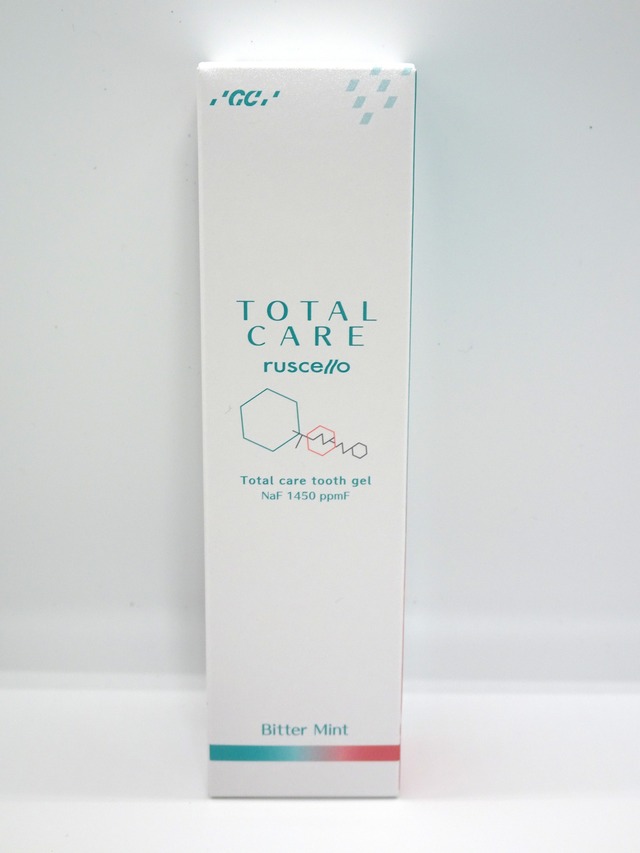 GC
TOTAL
CARE
ruscello
Total care tooth gel
NaF 1450 ppmF
Bitter Mint